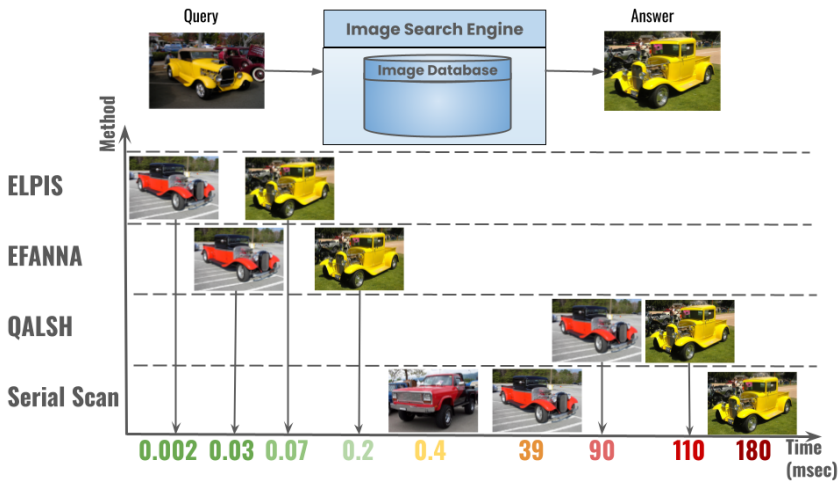 Query
Image Search Engine
Answer
Image Database
Method
ELPIS
EFANNA
QALSH
Serial Scan
0.002 0.03 0.07 0.2 0.4 39 90 110 180 Time
(msec)